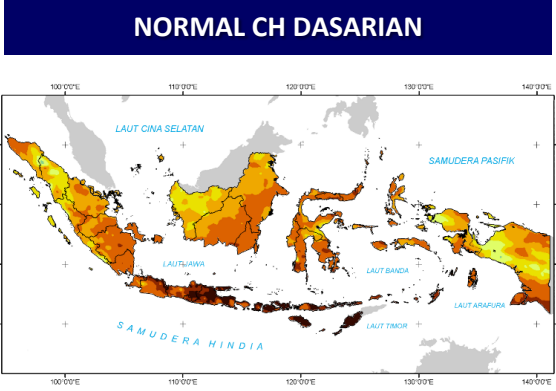 NORMAL CH DASARIAN
100°0'0"E 110°0'0"E 120°0'0"E 130°0'0"E 140°0'0"E
LAUT CINA SELATAN
SAMUDERA PASIFIK
LAUT JAWA
LAUT BANDA
LAUT ARAFURA
SAMUDERA HINDIA
LAUT TIMOR
100°0'0"E 110°0'0"E 120°0'0"E 130°0'0"E 140°0'0"E